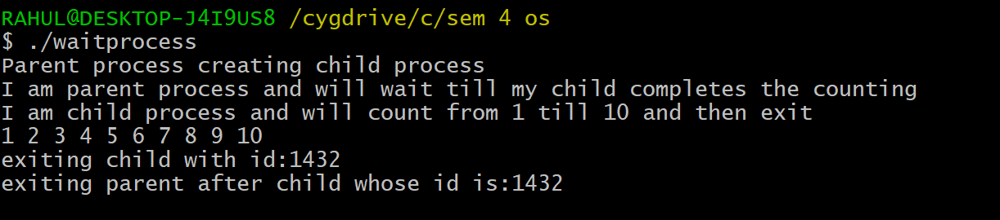 RAHUL@DESKTOP-J4I9US8 /cygdrive/c/sem 4 os
$ ./waitprocess
Parent process creating child process
I am parent process and will wait till my child completes the counting
I am child process and will count from 1 till 10 and then exit
1 2 3 4 5 6 7 8 9 10
exiting child with id:1432
exiting parent after child whose id is:1432